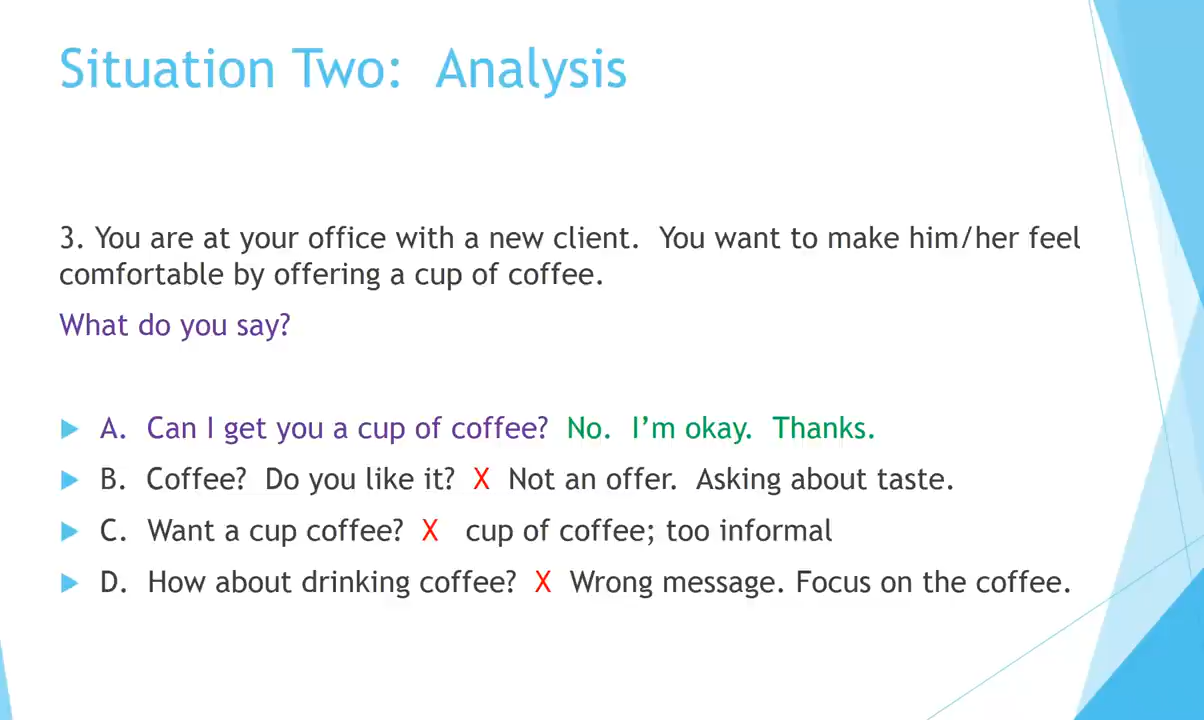 Situation Two:  Analysis
3. You are at your office with a new client.  You want to make him/her feel
comfortable by offering a cup of coffee.
What do you say?
A.  Can I get you a cup of coffee?  No.  I'm okay.  Thanks.
B.  Coffee?  Do you like it?  X  Not an offer.  Asking about taste.
C.  Want a cup coffee?  X   cup of coffee; too informal
D.  How about drinking coffee?  X  Wrong message. Focus on the coffee.